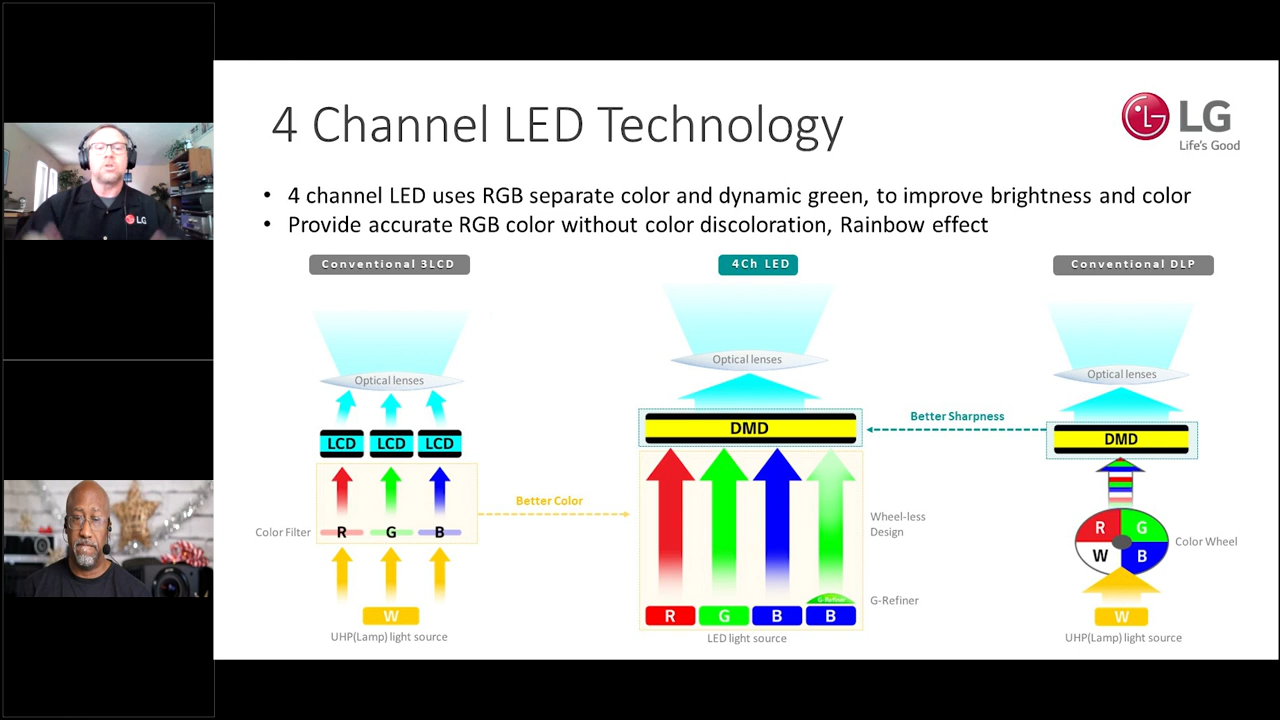 4 Channel LED Technology
LG
Life's Good
• 4 channel LED uses RGB separate color and dynamic green, to improve brightness and color
• Provide accurate RGB color without color discoloration, Rainbow effect
Conventional 3LCD
Optical lenses
LCD LCD LCD
Color Filter R G B
W
UHP(Lamp) light source
Better Color
4Ch LED
Optical lenses
DMD
Wheel-less
Design
G-Refiner
G-Refiner
R G B B
LED light source
Better Sharpness
Conventional DLP
Optical lenses
DMD
R G
W B
Color Wheel
W
UHP(Lamp) light source
LG